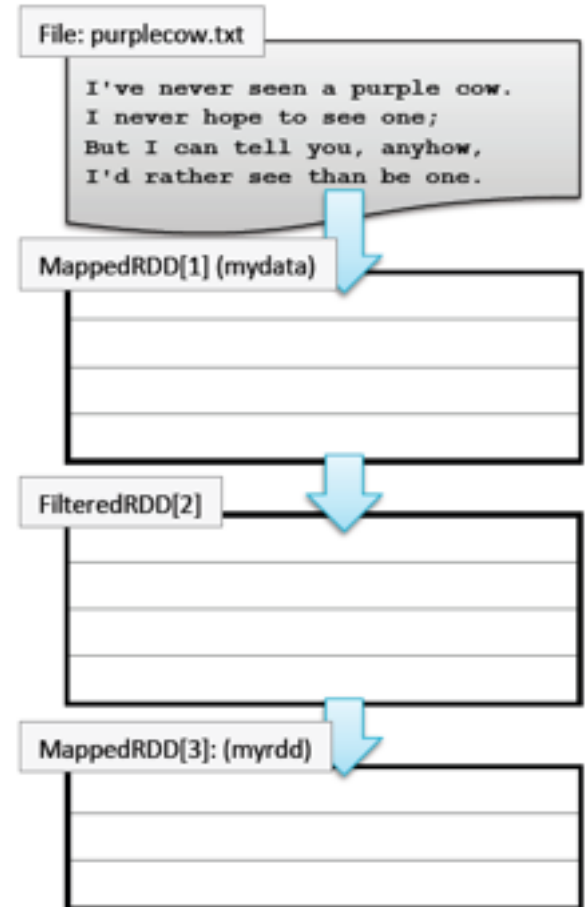 File: purplecow.txt
I've never seen a purple cow.
I never hope to see one;
But I can tell you, anyhow,
I'd rather see than be one.
MappedRDD[1] (mydata)
FilteredRDD[2]
MappedRDD[3]: (myrdd)